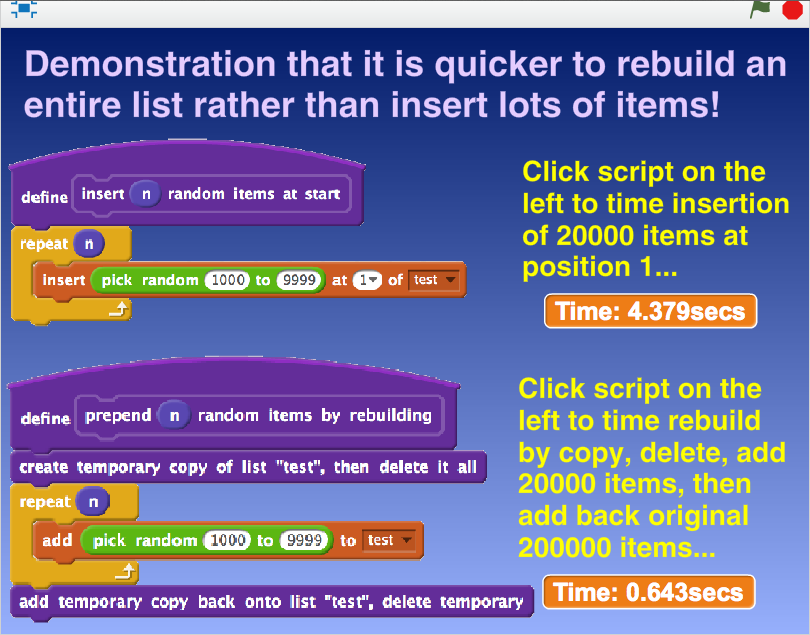 Demonstration that it is quicker to rebuild an
entire list rather than insert lots of items!
define insert n random items at start
repeat n
insert pick random 1000 to 9999 at 1 of test
Click script on the
left to time insertion
of 20000 items at
position 1...
Time: 4.379secs
define prepend n random items by rebuilding
create temporary copy of list "test", then delete it all
repeat n
add pick random 1000 to 9999 to test
add temporary copy back onto list "test", delete temporary
Click script on the
left to time rebuild
by copy, delete, add
20000 items, then
add back original
200000 items...
Time: 0.643secs